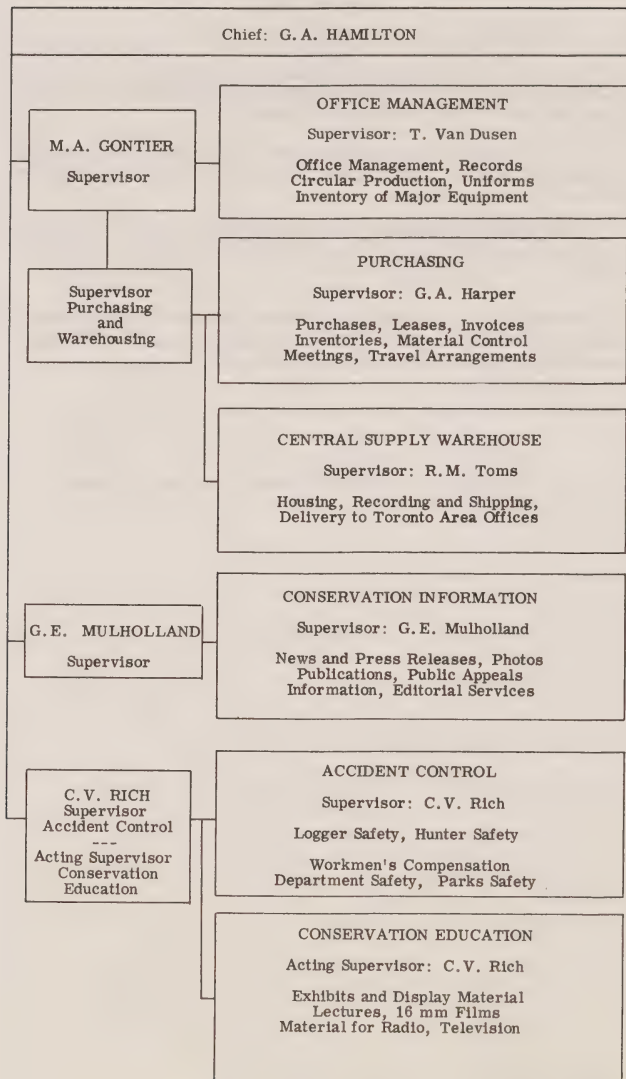 Chief: G.A. HAMILTON
M.A. GONTIER
Supervisor
OFFICE MANAGEMENT
Supervisor: T. Van Dusen
Office Management, Records
Circular Production, Uniforms
Inventory of Major Equipment
Supervisor
Purchasing
and
Warehousing
PURCHASING
Supervisor: G.A. Harper
Purchases, Leases, Invoices
Inventories, Material Control
Meetings, Travel Arrangements
CENTRAL SUPPLY WAREHOUSE
Supervisor: R.M. Toms
Housing, Recording and Shipping,
Delivery to Toronto Area Offices
G.E. MULHOLLAND
Supervisor
CONSERVATION INFORMATION
Supervisor: G.E. Mulholland
News and Press Releases, Photos
Publications, Public Appeals
Information, Editorial Services
C.V. RICH
Supervisor
Accident Control
---
Acting Supervisor
Conservation
Education
ACCIDENT CONTROL
Supervisor: C.V. Rich
Logger Safety, Hunter Safety
Workmen's Compensation
Department Safety, Parks Safety
CONSERVATION EDUCATION
Acting Supervisor: C.V. Rich
Exhibits and Display Material
Lectures, 16 mm Films
Material for Radio, Television